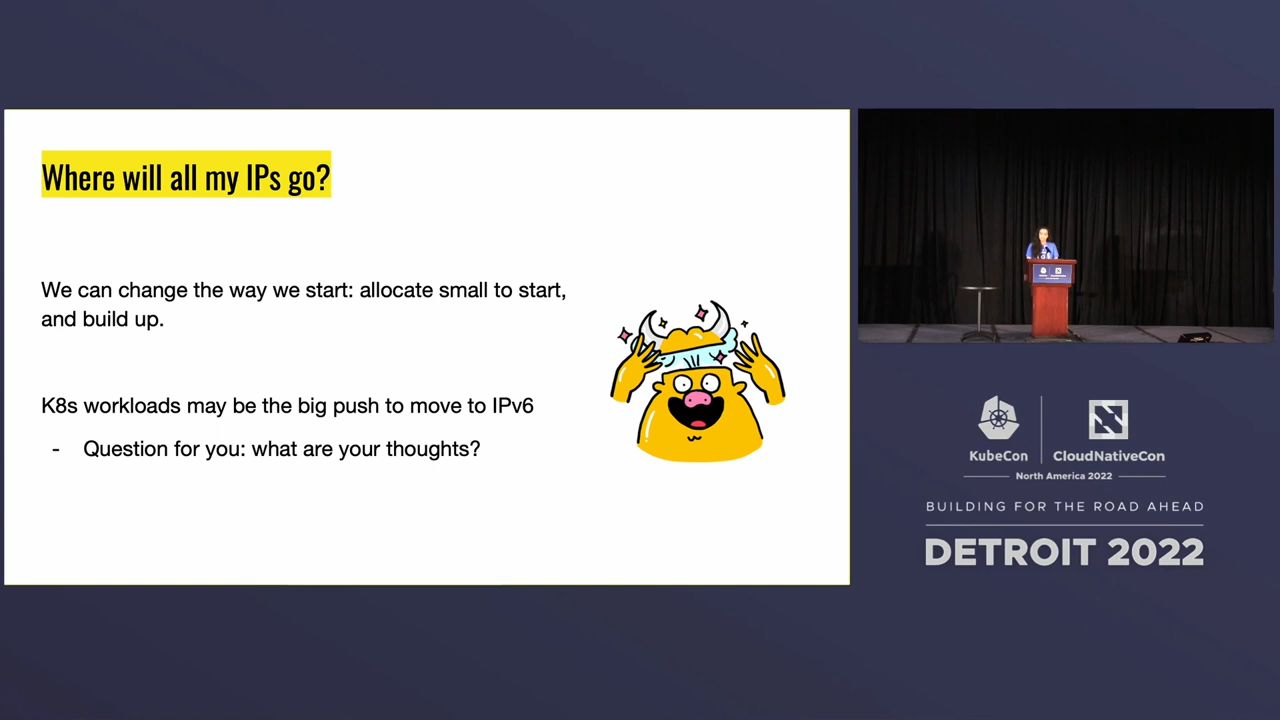 Where will all my IPs go?
We can change the way we start: allocate small to start,
and build up.
K8s workloads may be the big push to move to IPv6
- Question for you: what are your thoughts?
KubeCon
CloudNativeCon
North America 2022
BUILDING FOR THE ROAD AHEAD
DETROIT 2022